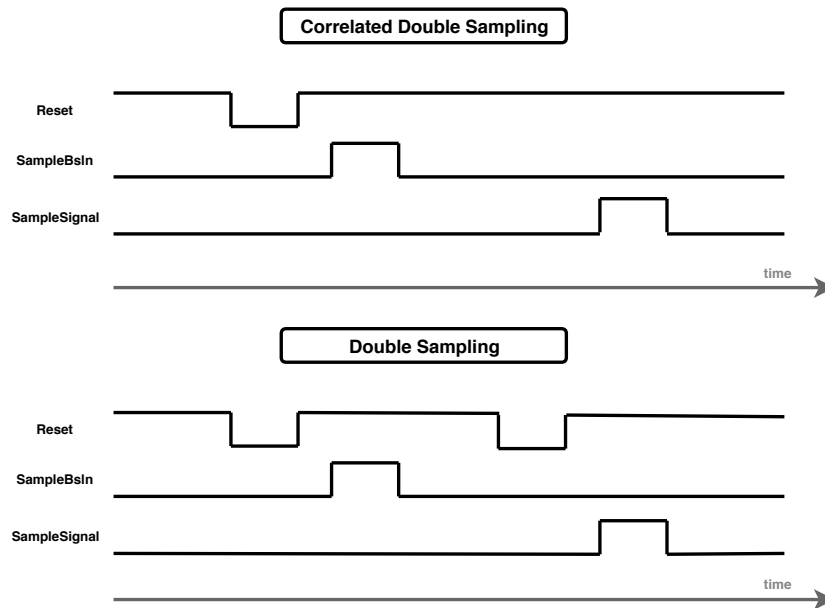 Correlated Double Sampling
Reset
SampleBsln
SampleSignal
time
Double Sampling
Reset
SampleBsln
SampleSignal
time